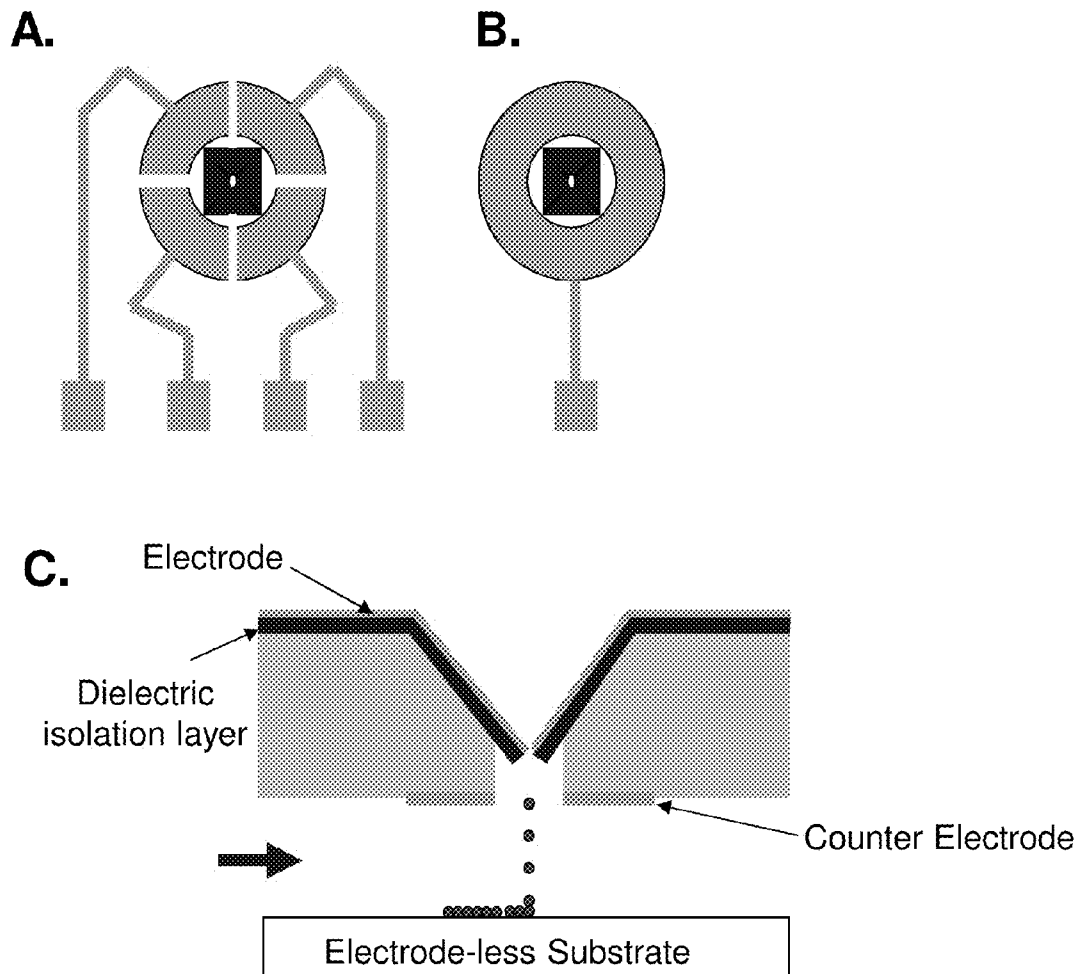 A.
B.
C.
Electrode
Dielectric
isolation layer
Counter Electrode
Electrode-less Substrate